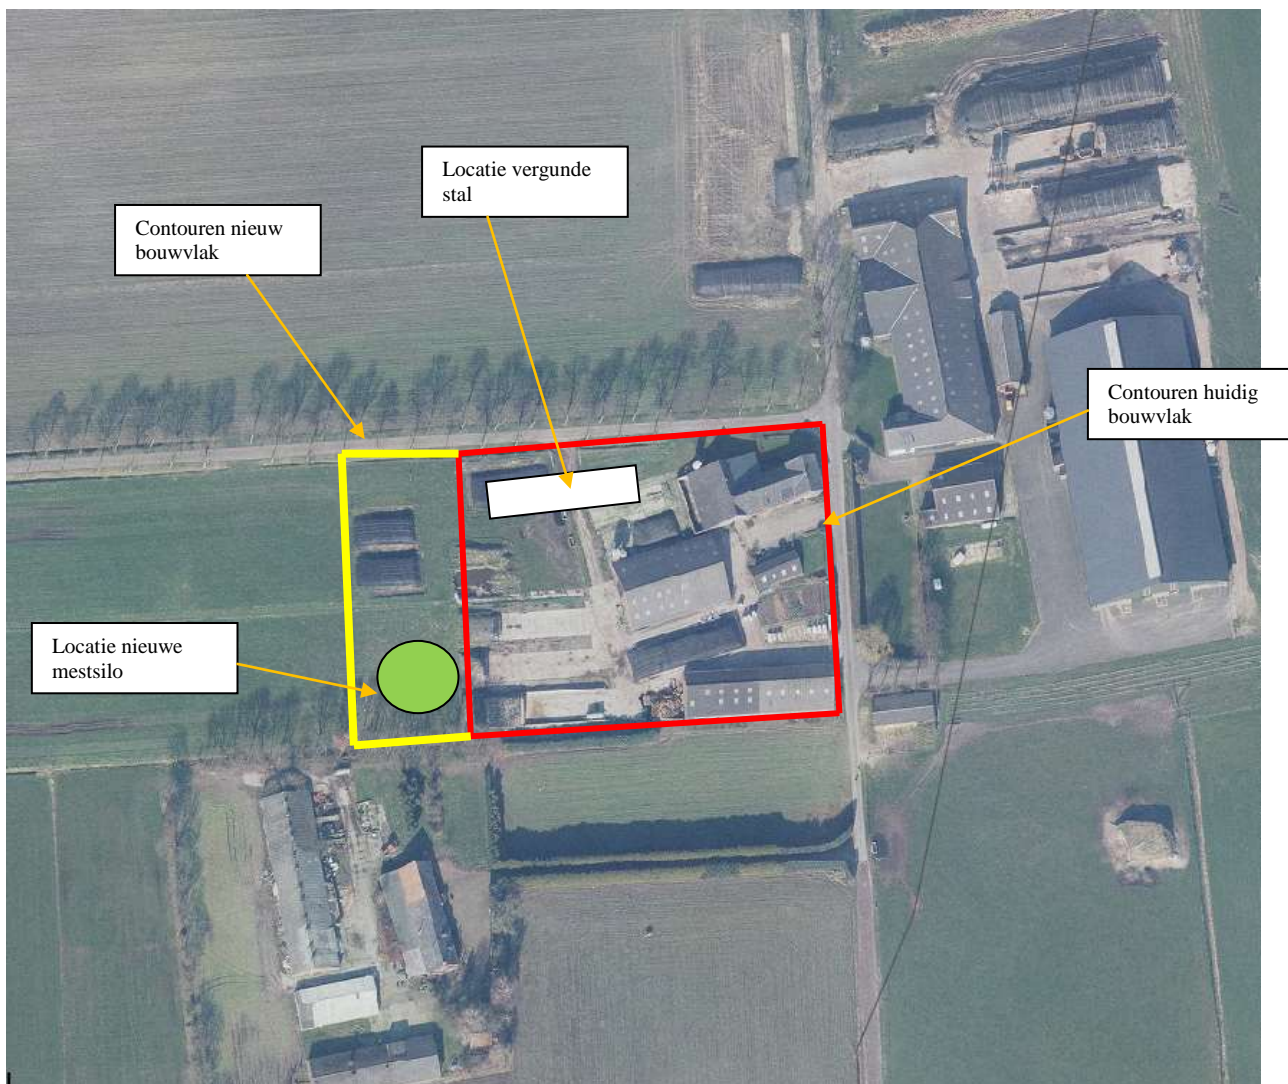 Locatie vergunde
stal
Contouren nieuw
bouwvlak
Contouren huidig
bouwvlak
Locatie nieuwe
mestsilo